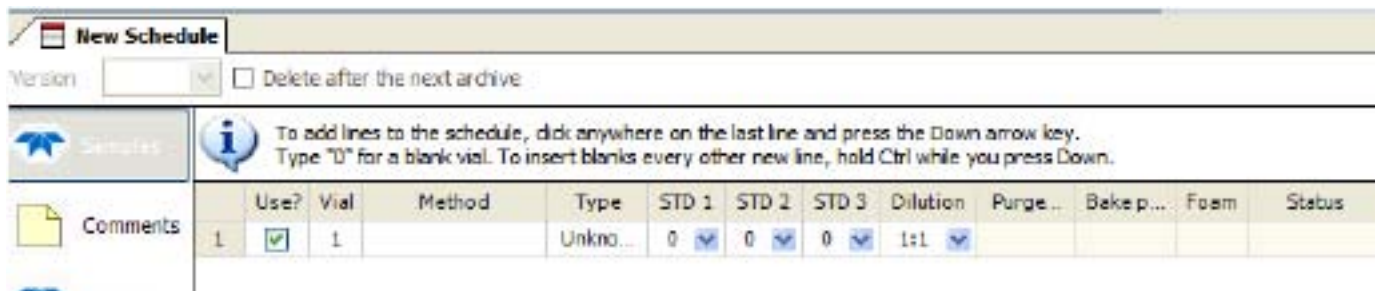 New Schedule
Version Delete after the next archive
Samples
To add lines to the schedule, click anywhere on the last line and press the Down arrow key.
Type "0" for a blank vial. To insert blanks every other new line, hold Ctrl while you press Down.
Use? Vial Method Type STD 1 STD 2 STD 3 Dilution Purge... Bake p... Foam Status
Comments
1 1 Unkno... 0 0 0 1:1